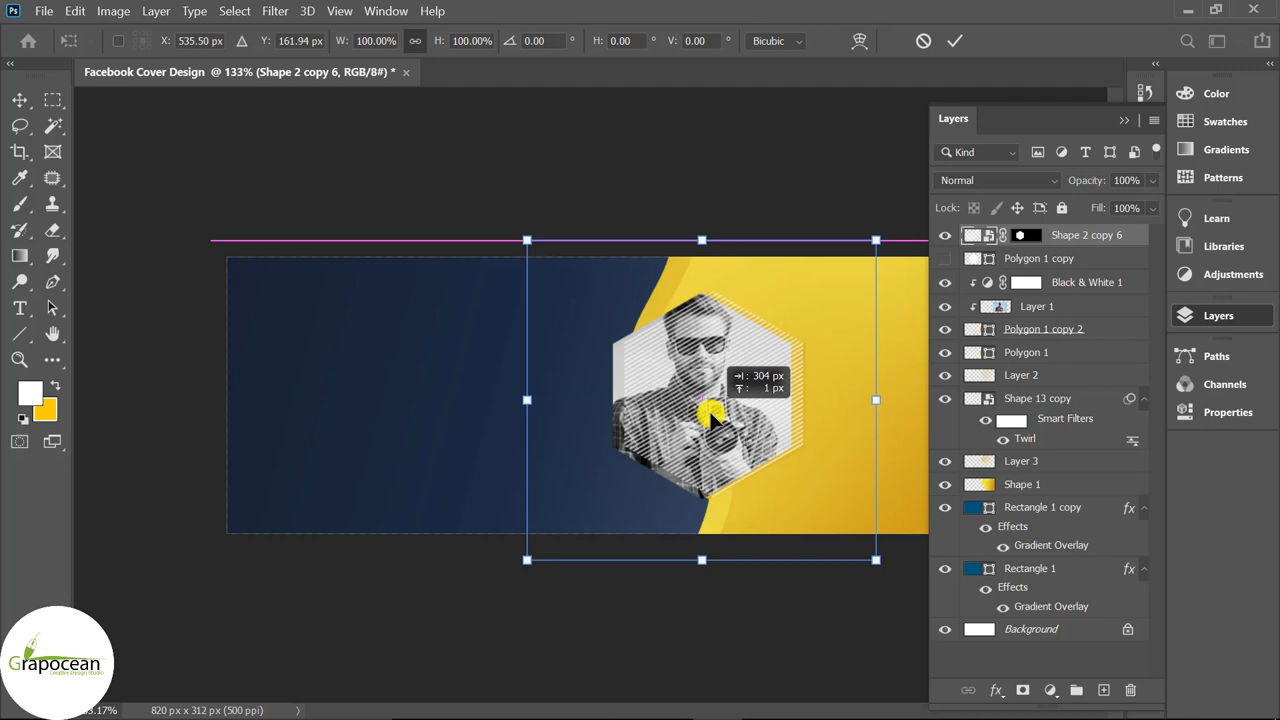 Ps File Edit Image Layer Type Select Filter 3D View Window Help
X: 535.50 px Y: 161.94 px W: 100.00% H: 100.00% 0.00 ° H: 0.00 ° V: 0.00 ° Bicubic
Facebook Cover Design @ 133% (Shape 2 copy 6, RGB/8#) * ×
304 px
1 px
Layers
Kind
Normal Opacity: 100%
Lock: Fill: 100%
Shape 2 copy 6
Polygon 1 copy
Black & White 1
Layer 1
Polygon 1 copy 2
Polygon 1
Layer 2
Shape 13 copy
Smart Filters
Twirl
Layer 3
Shape 1
Rectangle 1 copy fx
Effects
Gradient Overlay
Rectangle 1 fx
Effects
Gradient Overlay
Background
fx
Color
Swatches
Gradients
Patterns
Learn
Libraries
Adjustments
Layers
Paths
Channels
Properties
Grapocean
Creative Design Studio
3.17% 820 px x 312 px (500 ppi)